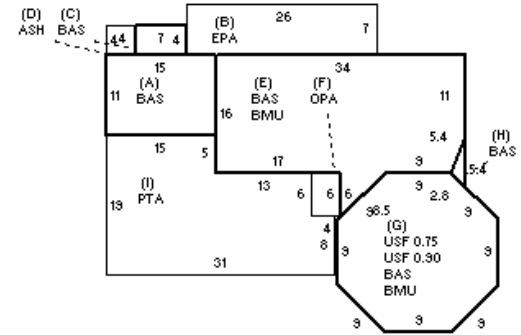 (D) (C)
ASH BAS
(B)
EPA
26
7
4 4
7 4
15
11
(A)
BAS
16
(E)
BAS
BMU
34
(F)
OPA
11
15
5
17
5.4
9
(H)
BAS
5.4
(I)
PTA
19
13
6
6
6
9
2.8
9
98.5
4
8
9
(G)
USF 0.75
USF 0.90
BAS
BMU
9
31
9
9
9